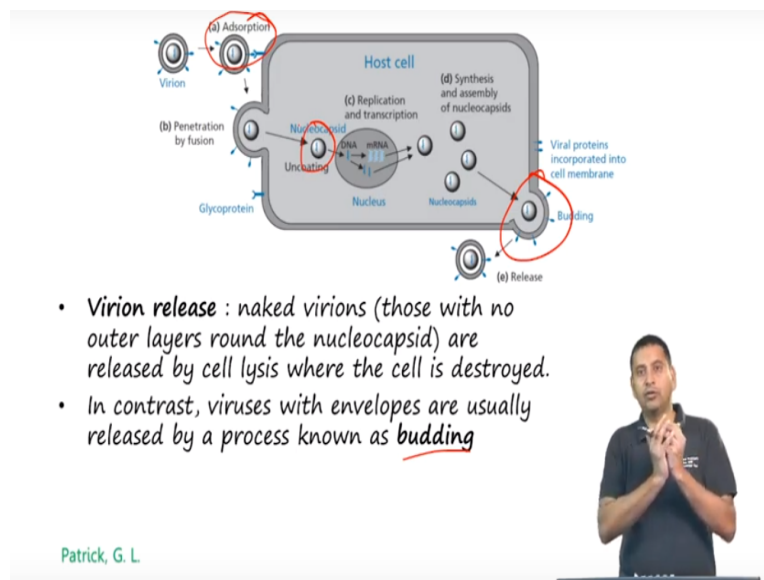 (a) Adsorption
Virion
Host cell
(d) Synthesis
and assembly
of nucleocapsids
(c) Replication
and transcription
(b) Penetration
by fusion
Nucleocapsid
DNA mRNA
Uncoating
Viral proteins
incorporated into
cell membrane
Nucleus
Nucleocapsids
Glycoprotein
Budding
(e) Release
• Virion release : naked virions (those with no
outer layers round the nucleocapsid) are
released by cell lysis where the cell is destroyed.
• In contrast, viruses with envelopes are usually
released by a process known as budding
Patrick, G. L.